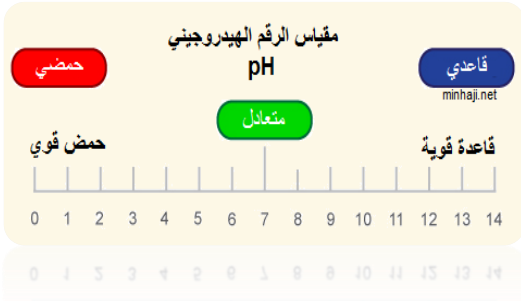 مقياس الرقم الهيدروجيني
pH
حمضي
قاعدي
minhaji.net
متعادل
حمض قوي
قاعدة قوية
0 1 2 3 4 5 6 7 8 9 10 11 12 13 14